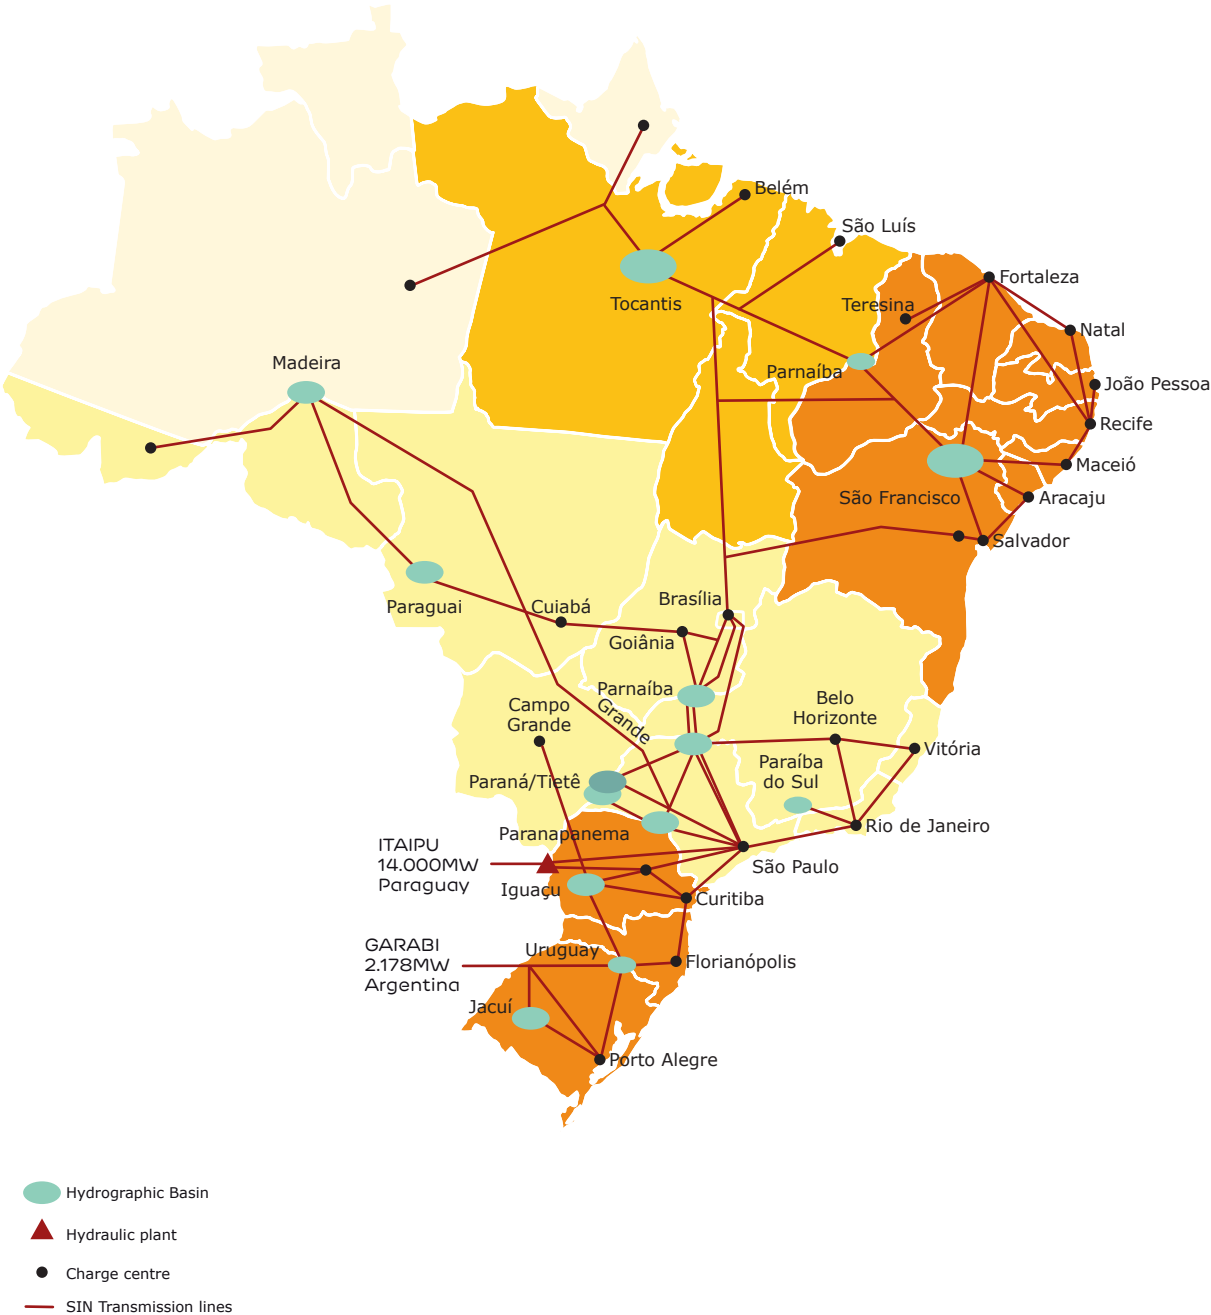 Belém
São Luís
Tocantis
Fortaleza
Teresina
Natal
Madeira
Parnaíba
João Pessoa
Recife
Maceió
São Francisco
Aracaju
Salvador
Paraguai
Cuiabá
Brasília
Goiânia
Parnaíba
Grande
Campo
Grande
Belo
Horizonte
Vitória
Paraíba
do Sul
Paraná/Tietê
Paranapanema
Rio de Janeiro
ITAIPU
14.000MW
Paraguay
São Paulo
Iguaçu
Curitiba
GARABI
2.178MW
Argentina
Uruguay
Florianópolis
Jacuí
Porto Alegre
Hydrographic Basin
Hydraulic plant
Charge centre
SIN Transmission lines